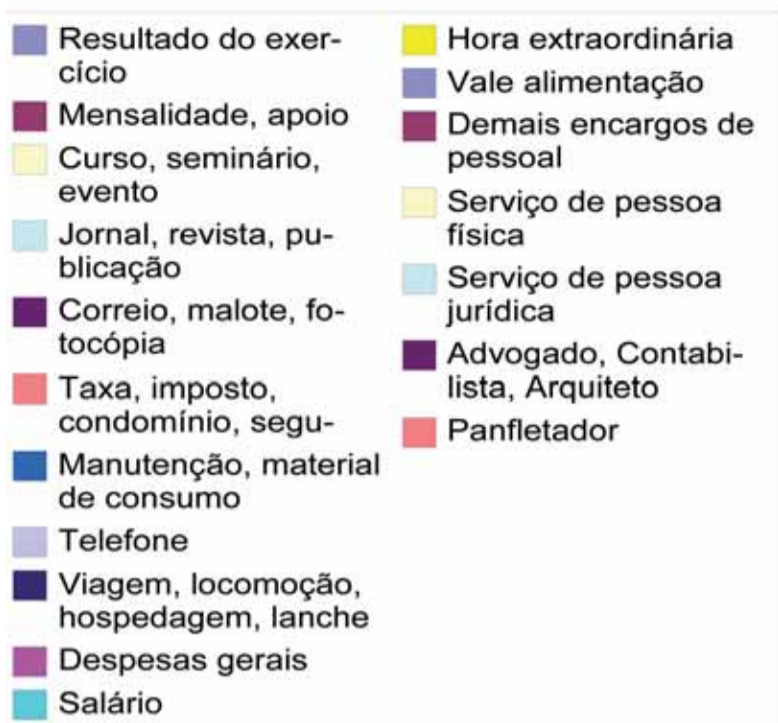 Resultado do exer-
cício
Mensalidade, apoio
Curso, seminário,
evento
Jornal, revista, pu-
blicação
Correio, malote, fo-
tocópia
Taxa, imposto,
condomínio, segu-
Manutenção, material
de consumo
Telefone
Viagem, locomoção,
hospedagem, lanche
Despesas gerais
Salário
Hora extraordinária
Vale alimentação
Demais encargos de
pessoal
Serviço de pessoa
física
Serviço de pessoa
jurídica
Advogado, Contabi-
lista, Arquiteto
Panfletador